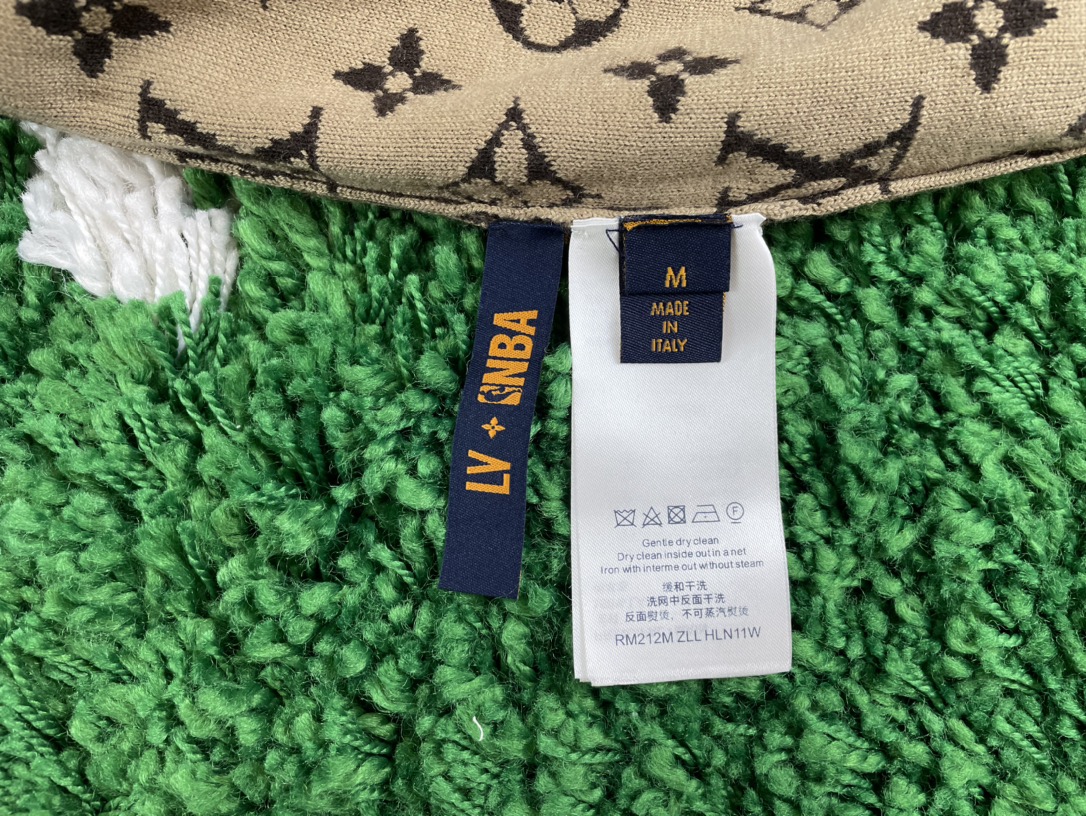 LV NBA
M
MADE
IN
ITALY
F
Gentle dry clean
Dry clean inside out in a net
Iron with interme out without steam
缓和干洗
洗网中反面干洗
反面熨烫，不可蒸汽熨烫
RM212M ZLL HLN11W